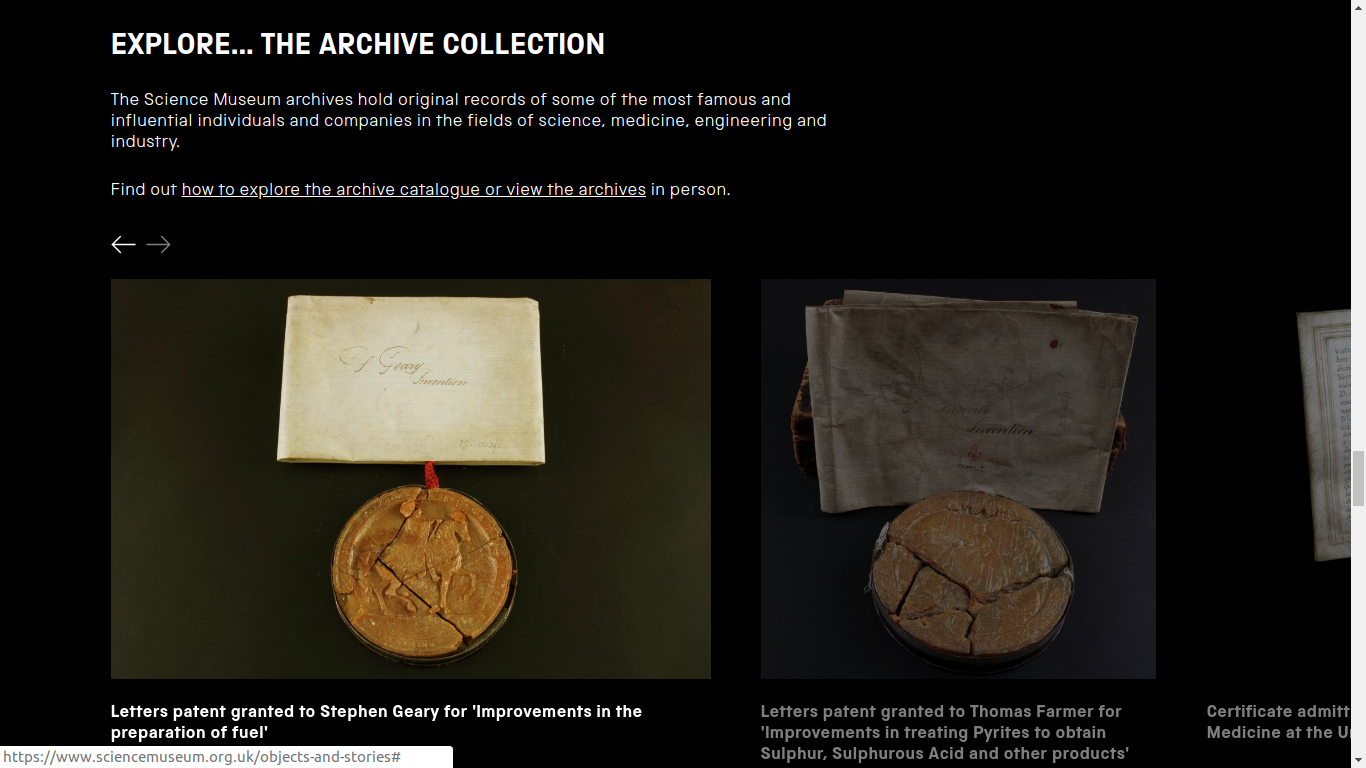 EXPLORE... THE ARCHIVE COLLECTION
The Science Museum archives hold original records of some of the most famous and
influential individuals and companies in the fields of science, medicine, engineering and
industry.
Find out how to explore the archive catalogue or view the archives in person.
Geary
Invention
Invention
Letters patent granted to Stephen Geary for 'Improvements in the
preparation of fuel'
Letters patent granted to Thomas Farmer for
'Improvements in treating Pyrites to obtain
Sulphur, Sulphurous Acid and other products'
Certificate admitt
Medicine at the U
https://www.sciencemuseum.org.uk/objects-and-stories#